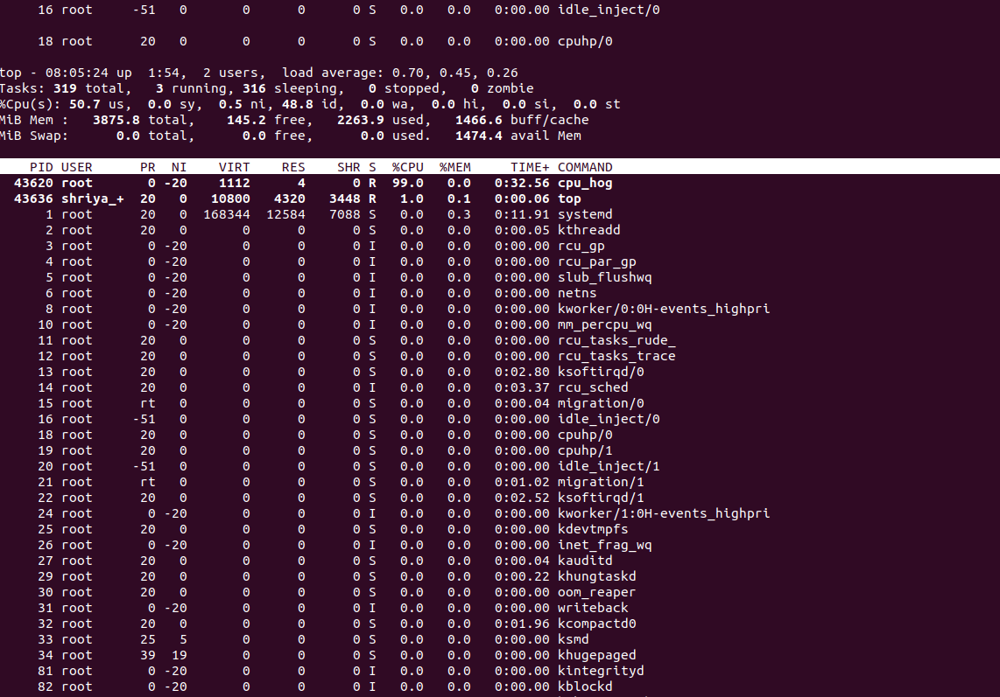 16 root -51 0 0 0 0 S 0.0 0.0 0:00.00 idle_inject/0
18 root 20 0 0 0 0 S 0.0 0.0 0:00.00 cpuhp/0
top - 08:05:24 up 1:54, 2 users, load average: 0.70, 0.45, 0.26
Tasks: 319 total, 3 running, 316 sleeping, 0 stopped, 0 zombie
%Cpu(s): 50.7 us, 0.0 sy, 0.5 ni, 48.8 id, 0.0 wa, 0.0 hi, 0.0 si, 0.0 st
MiB Mem : 3875.8 total, 145.2 free, 2263.9 used, 1466.6 buff/cache
MiB Swap: 0.0 total, 0.0 free, 0.0 used. 1474.4 avail Mem
PID USER PR NI VIRT RES SHR S %CPU %MEM TIME+ COMMAND
43620 root 0 -20 1112 4 0 R 99.0 0.0 0:32.56 cpu_hog
43636 shriya_+ 20 0 10800 4320 3448 R 1.0 0.1 0:00.06 top
1 root 20 0 168344 12584 7088 S 0.0 0.3 0:11.91 systemd
2 root 20 0 0 0 0 S 0.0 0.0 0:00.05 kthreadd
3 root 0 -20 0 0 0 I 0.0 0.0 0:00.00 rcu_gp
4 root 0 -20 0 0 0 I 0.0 0.0 0:00.00 rcu_par_gp
5 root 0 -20 0 0 0 I 0.0 0.0 0:00.00 slub_flushwq
6 root 0 -20 0 0 0 I 0.0 0.0 0:00.00 netns
8 root 0 -20 0 0 0 I 0.0 0.0 0:00.00 kworker/0:0H-events_highpri
10 root 0 -20 0 0 0 I 0.0 0.0 0:00.00 mm_percpu_wq
11 root 20 0 0 0 0 S 0.0 0.0 0:00.00 rcu_tasks_rude_
12 root 20 0 0 0 0 S 0.0 0.0 0:00.00 rcu_tasks_trace
13 root 20 0 0 0 0 S 0.0 0.0 0:02.80 ksoftirqd/0
14 root 20 0 0 0 0 I 0.0 0.0 0:03.37 rcu_sched
15 root rt 0 0 0 0 S 0.0 0.0 0:00.04 migration/0
16 root -51 0 0 0 0 S 0.0 0.0 0:00.00 idle_inject/0
18 root 20 0 0 0 0 S 0.0 0.0 0:00.00 cpuhp/0
19 root 20 0 0 0 0 S 0.0 0.0 0:00.00 cpuhp/1
20 root -51 0 0 0 0 S 0.0 0.0 0:00.00 idle_inject/1
21 root rt 0 0 0 0 S 0.0 0.0 0:01.02 migration/1
22 root 20 0 0 0 0 S 0.0 0.0 0:02.52 ksoftirqd/1
24 root 0 -20 0 0 0 I 0.0 0.0 0:00.00 kworker/1:0H-events_highpri
25 root 20 0 0 0 0 S 0.0 0.0 0:00.00 kdevtmpfs
26 root 0 -20 0 0 0 I 0.0 0.0 0:00.00 inet_frag_wq
27 root 20 0 0 0 0 S 0.0 0.0 0:00.04 kauditd
29 root 20 0 0 0 0 S 0.0 0.0 0:00.22 khungtaskd
30 root 20 0 0 0 0 S 0.0 0.0 0:00.00 oom_reaper
31 root 0 -20 0 0 0 I 0.0 0.0 0:00.00 writeback
32 root 20 0 0 0 0 S 0.0 0.0 0:01.96 kcompactd0
33 root 25 5 0 0 0 S 0.0 0.0 0:00.00 ksmd
34 root 39 19 0 0 0 S 0.0 0.0 0:00.00 khugepaged
81 root 0 -20 0 0 0 I 0.0 0.0 0:00.00 kintegrityd
82 root 0 -20 0 0 0 I 0.0 0.0 0:00.00 kblockd